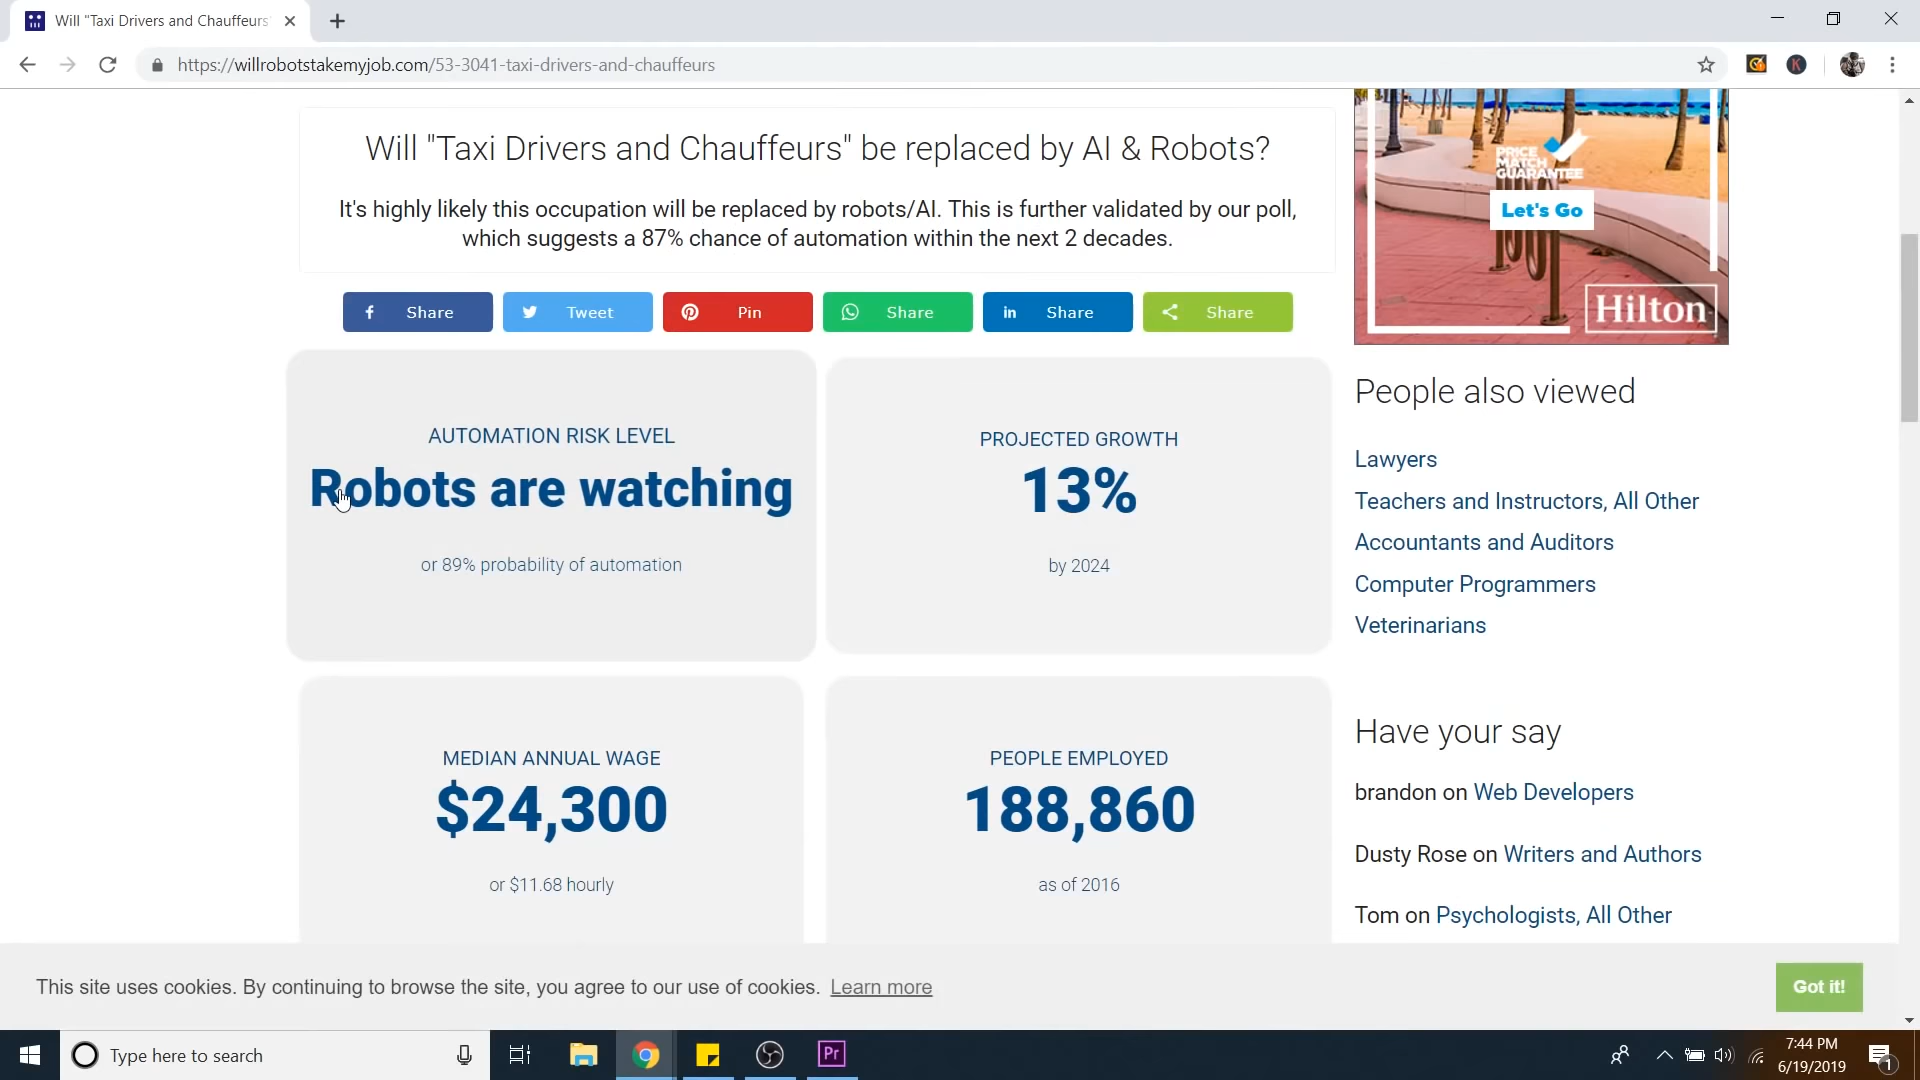 Will "Taxi Drivers and Chauffeurs"
https://willrobotstakemyjob.com/53-3041-taxi-drivers-and-chauffeurs
Will "Taxi Drivers and Chauffeurs" be replaced by AI & Robots?
It's highly likely this occupation will be replaced by robots/AI. This is further validated by our poll,
which suggests a 87% chance of automation within the next 2 decades.
Share
Tweet
Pin
Share
Share
Share
AUTOMATION RISK LEVEL
Robots are watching
or 89% probability of automation
PROJECTED GROWTH
13%
by 2024
MEDIAN ANNUAL WAGE
$24,300
or $11.68 hourly
PEOPLE EMPLOYED
188,860
as of 2016
PRICE
MATCH
GUARANTEE
Let's Go
Hilton
People also viewed
Lawyers
Teachers and Instructors, All Other
Accountants and Auditors
Computer Programmers
Veterinarians
Have your say
brandon on Web Developers
Dusty Rose on Writers and Authors
Tom on Psychologists, All Other
This site uses cookies. By continuing to browse the site, you agree to our use of cookies. Learn more
Got it!
Type here to search
Pr
7:44 PM
6/19/2019
1